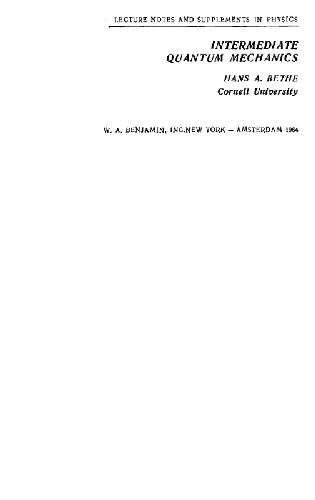 LECTURE NOTES AND SUPPLEMENTS IN PHYSICS
INTERMEDIATE
QUANTUM MECHANICS
HANS A. BETHE
Cornell University
W. A. BENJAMIN, INC.NEW YORK — AMSTERDAM 1964